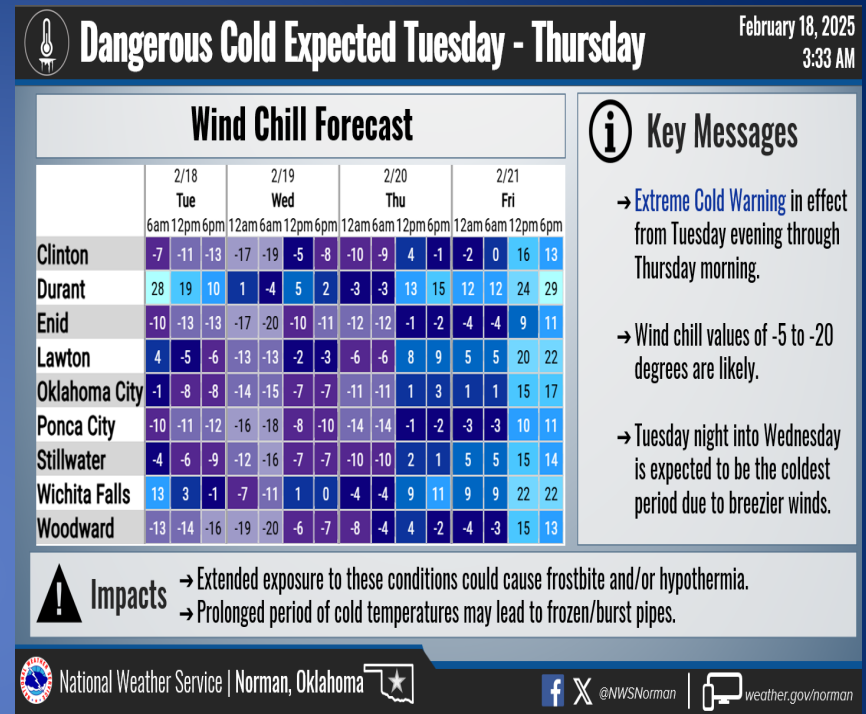 Dangerous Cold Expected Tuesday - Thursday
February 18, 2025
3:33 AM
Wind Chill Forecast
2/18 2/19 2/20 2/21
Tue Wed Thu Fri
6am 12pm 6pm 12am 6am 12pm 6pm 12am 6am 12pm 6pm 12am 6am 12pm 6pm
Clinton -7 -11 -13 -17 -19 -5 -8 -10 -9 4 -1 -2 0 16 13
Durant 28 19 10 1 -4 5 2 -3 -3 13 15 12 12 24 29
Enid -10 -13 -13 -17 -20 -10 -11 -12 -12 -1 -2 -4 -4 9 11
Lawton 4 -5 -6 -13 -13 -2 -3 -6 -6 8 9 5 5 20 22
Oklahoma City -1 -8 -8 -14 -15 -7 -7 -11 -11 1 3 1 1 15 17
Ponca City -10 -11 -12 -16 -18 -8 -10 -14 -14 -1 -2 -3 -3 10 11
Stillwater -4 -6 -9 -12 -16 -7 -7 -10 -10 2 1 5 5 15 14
Wichita Falls 13 3 -1 -7 -11 1 0 -4 -4 9 11 9 9 22 22
Woodward -13 -14 -16 -19 -20 -6 -7 -8 -4 4 -2 -4 -3 15 13
Key Messages
→ Extreme Cold Warning in effect
from Tuesday evening through
Thursday morning.
→ Wind chill values of -5 to -20
degrees are likely.
→ Tuesday night into Wednesday
is expected to be the coldest
period due to breezier winds.
Impacts
→ Extended exposure to these conditions could cause frostbite and/or hypothermia.
→ Prolonged period of cold temperatures may lead to frozen/burst pipes.
National Weather Service | Norman, Oklahoma
@NWSNorman
weather.gov/norman